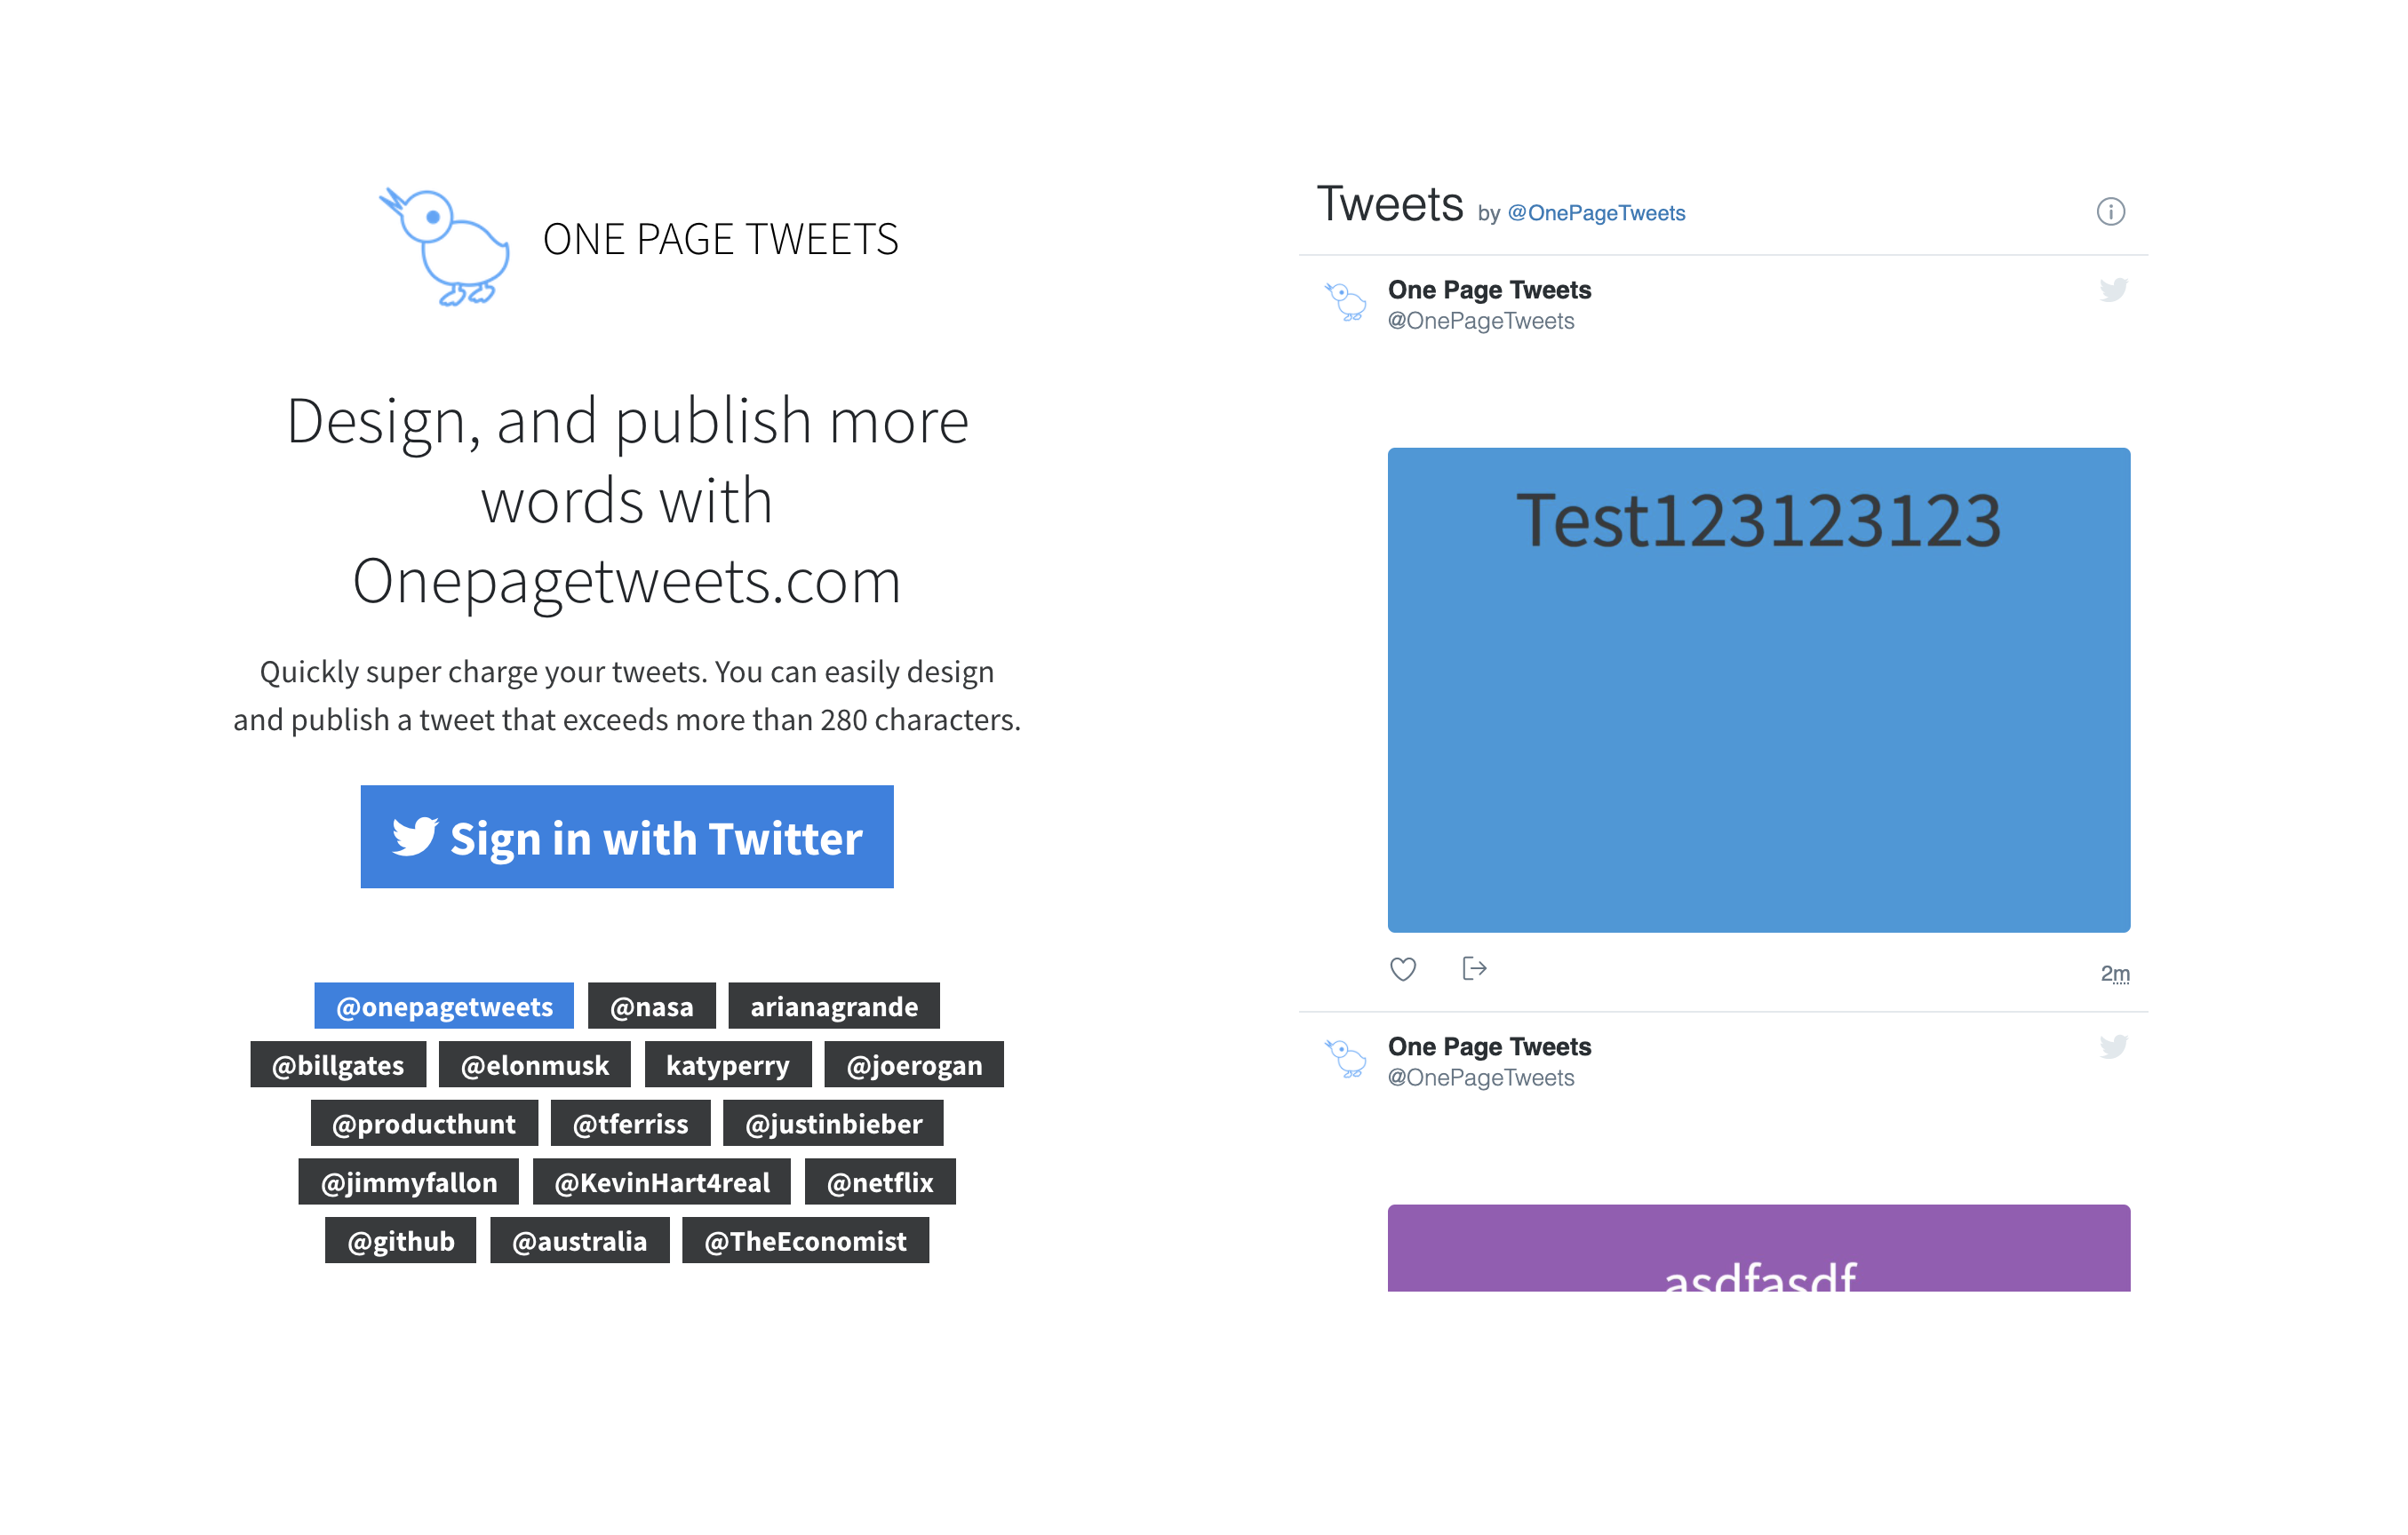 ONE PAGE TWEETS
Design, and publish more
words with
Onepagetweets.com
Quickly super charge your tweets. You can easily design
and publish a tweet that exceeds more than 280 characters.
Sign in with Twitter
@onepagetweets @nasa arianagrande
@billgates @elonmusk katyperry @joerogan
@producthunt @tferriss @justinbieber
@jimmyfallon @KevinHart4real @netflix
@github @australia @TheEconomist
Tweets by @OnePageTweets
One Page Tweets
@OnePageTweets
Test123123123
2m
One Page Tweets
@OnePageTweets
asdfasdf